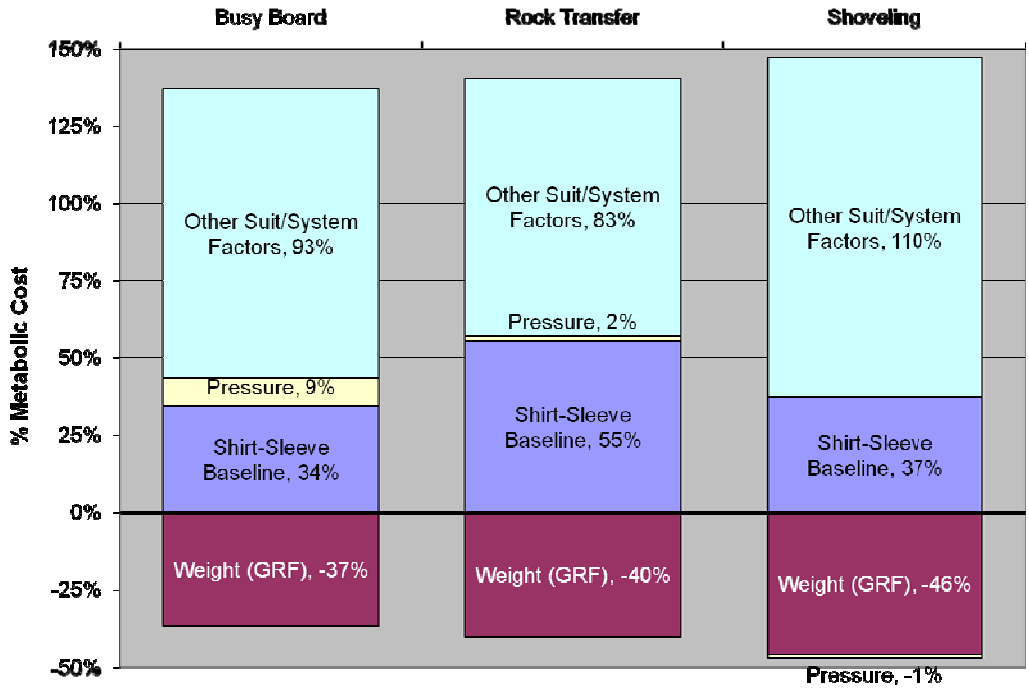 Busy Board
Rock Transfer
Shoveling
150%
125%
100%
75%
50%
25%
0%
-25%
-50%
% Metabolic Cost
Other Suit/System
Factors, 93%
Pressure, 9%
Shirt-Sleeve
Baseline, 34%
Weight (GRF), -37%
Other Suit/System
Factors, 83%
Pressure, 2%
Shirt-Sleeve
Baseline, 55%
Weight (GRF), -40%
Other Suit/System
Factors, 110%
Shirt-Sleeve
Baseline, 37%
Weight (GRF), -46%
Pressure, -1%